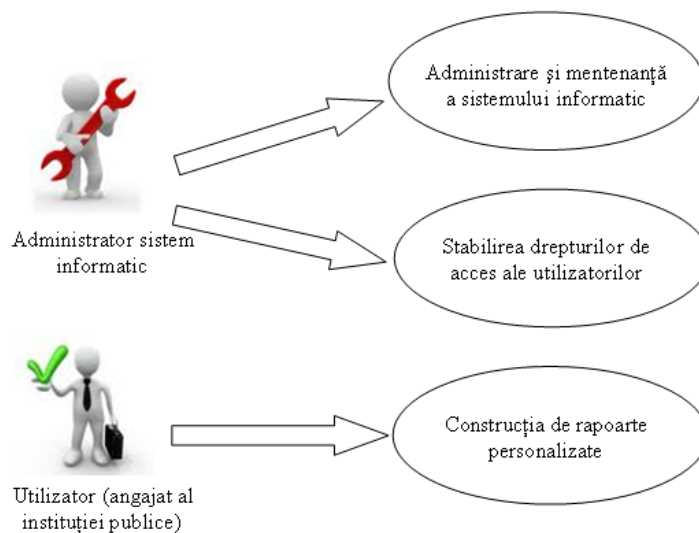 Administrare şi mentenanţă
a sistemului informatic
Administrator sistem
informatic
Stabilirea drepturilor de
acces ale utilizatorilor
Construcţia de rapoarte
personalizate
Utilizator (angajat al
instituţiei publice)